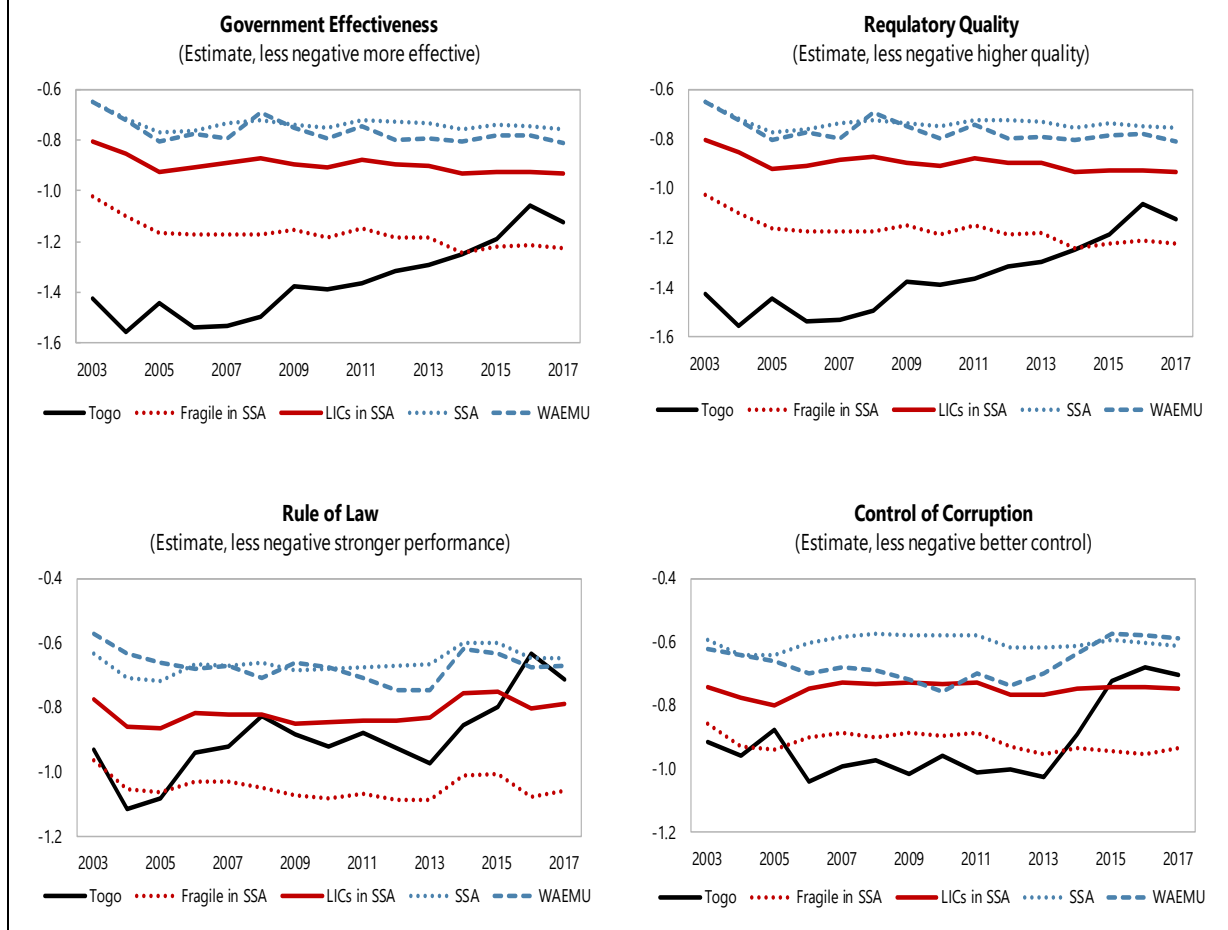 Government Effectiveness
(Estimate, less negative more effective)
-0.6
-0.8
-1.0
-1.2
-1.4
-1.6
2003 2005 2007 2009 2011 2013 2015 2017
Togo Fragile in SSA LICs in SSA SSA WAEMU
Requlatory Quality
(Estimate, less negative higher quality)
-0.6
-0.8
-1.0
-1.2
-1.4
-1.6
2003 2005 2007 2009 2011 2013 2015 2017
Togo Fragile in SSA LICs in SSA SSA WAEMU
Rule of Law
(Estimate, less negative stronger performance)
-0.4
-0.6
-0.8
-1.0
-1.2
2003 2005 2007 2009 2011 2013 2015 2017
Togo Fragile in SSA LICs in SSA SSA WAEMU
Control of Corruption
(Estimate, less negative better control)
-0.4
-0.6
-0.8
-1.0
-1.2
2003 2005 2007 2009 2011 2013 2015 2017
Togo Fragile in SSA LICs in SSA SSA WAEMU